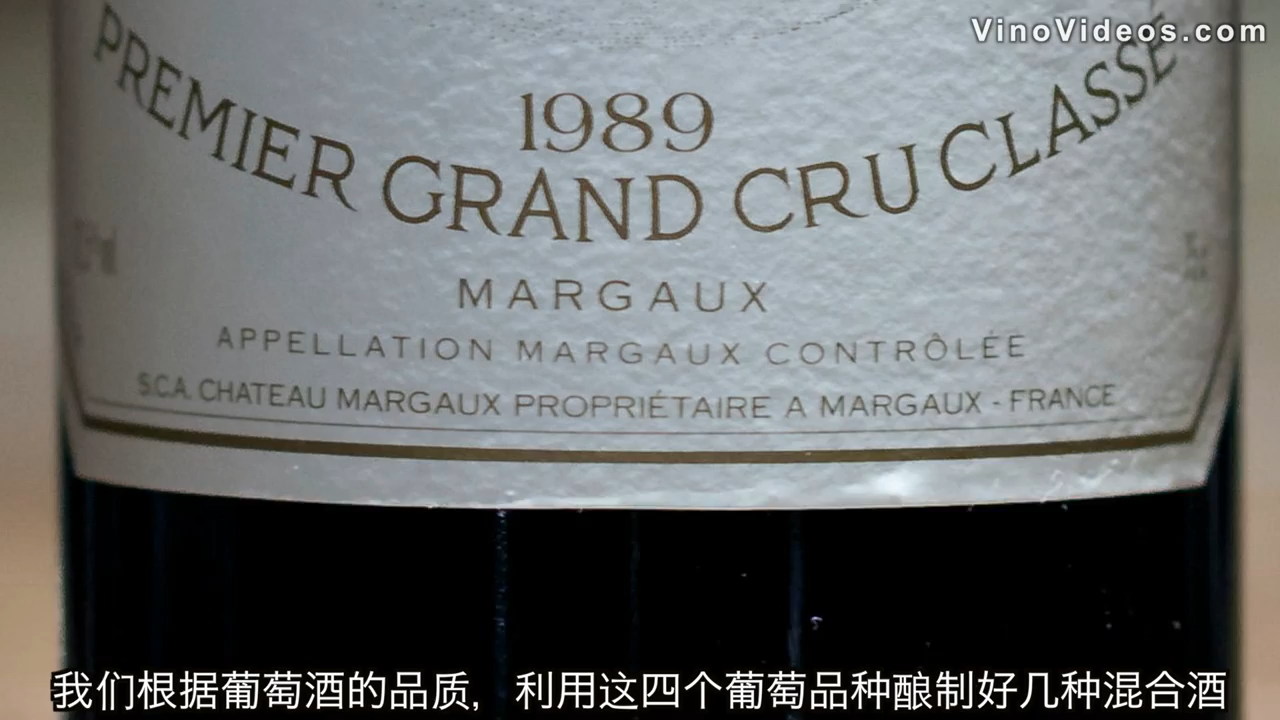 VinoVideos.com
1989
PREMIER GRAND CRU CLASSÉ
MARGAUX
APPELLATION MARGAUX CONTRÔLÉE
S.C.A. CHATEAU MARGAUX PROPRIÉTAIRE A MARGAUX - FRANCE
我们根据葡萄酒的品质, 利用这四个葡萄品种酿制好几种混合酒